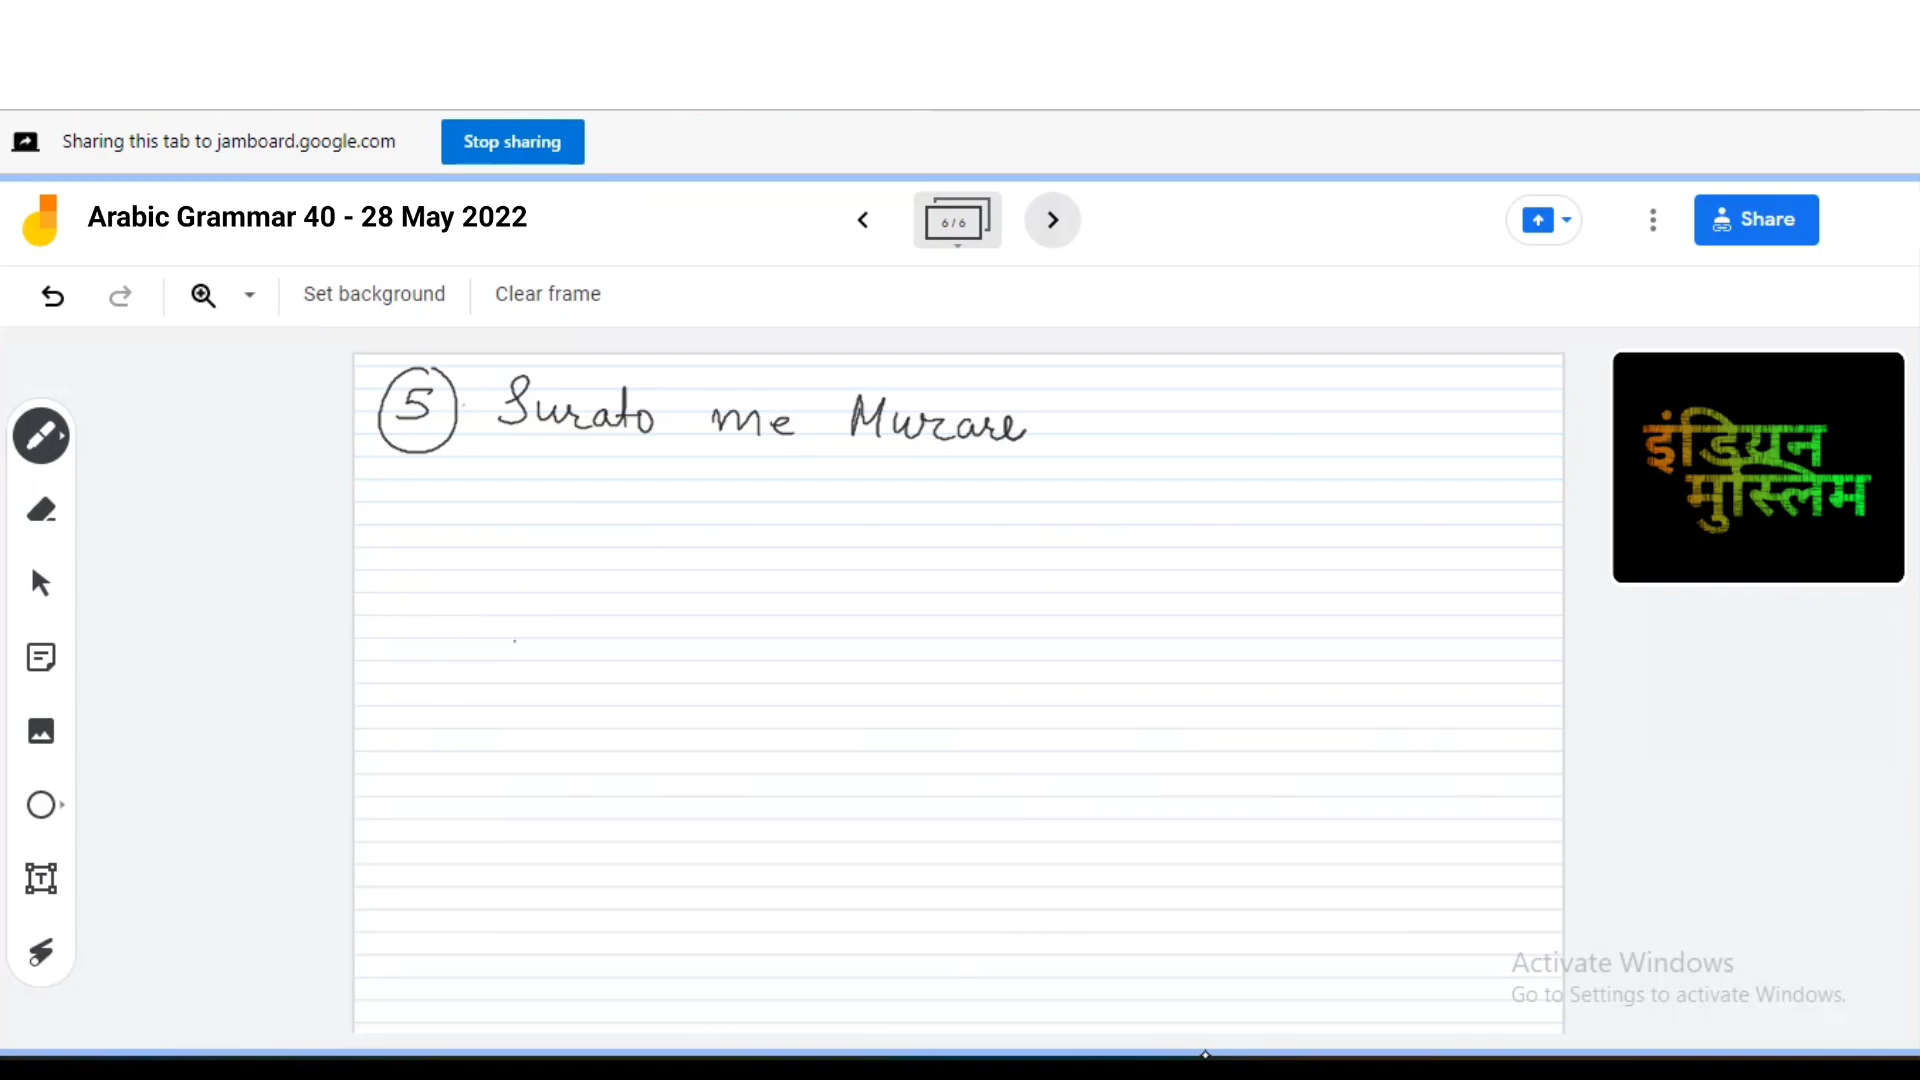 Sharing this tab to jamboard.google.com Stop sharing
Arabic Grammar 40 - 28 May 2022
6 / 6
Share
Set background Clear frame
5 Surato me Muzare
इंडियन
मुस्लिम
T
Activate Windows
Go to Settings to activate Windows.